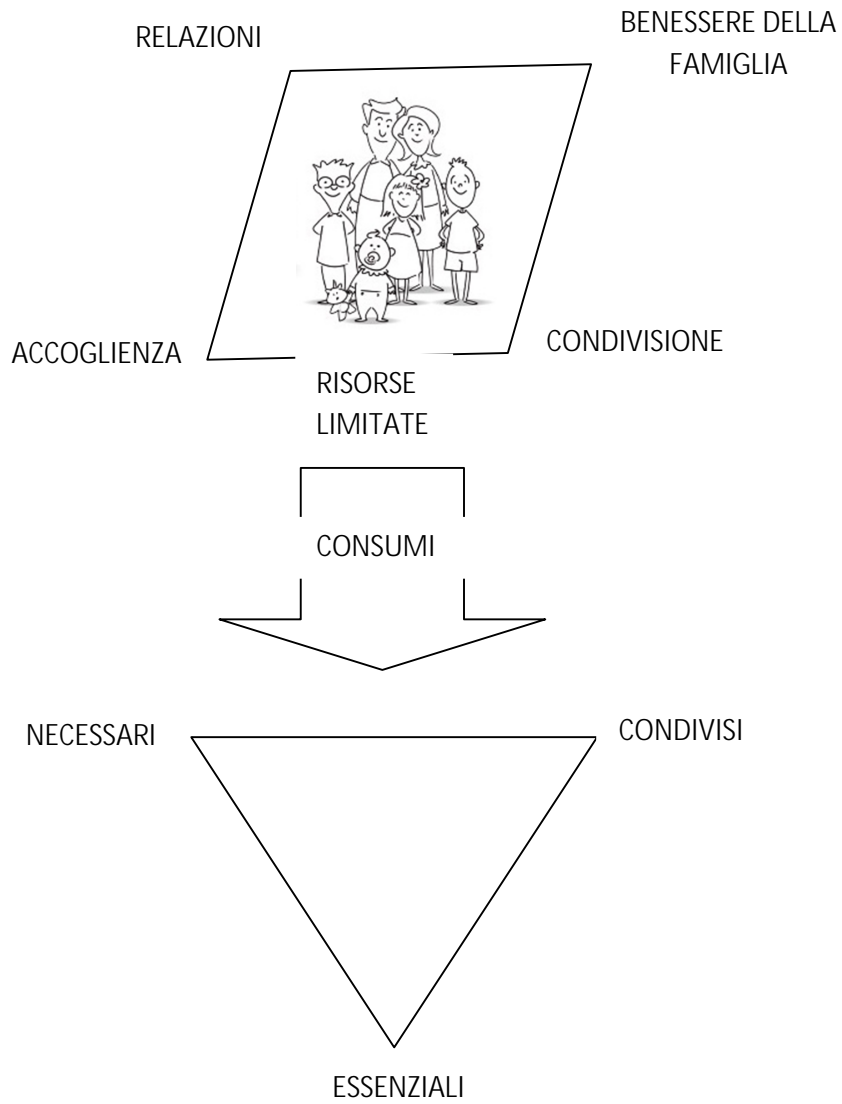 RELAZIONI
BENESSERE DELLA
FAMIGLIA
ACCOGLIENZA
CONDIVISIONE
RISORSE
LIMITATE
CONSUMI
NECESSARI
CONDIVISI
ESSENZIALI